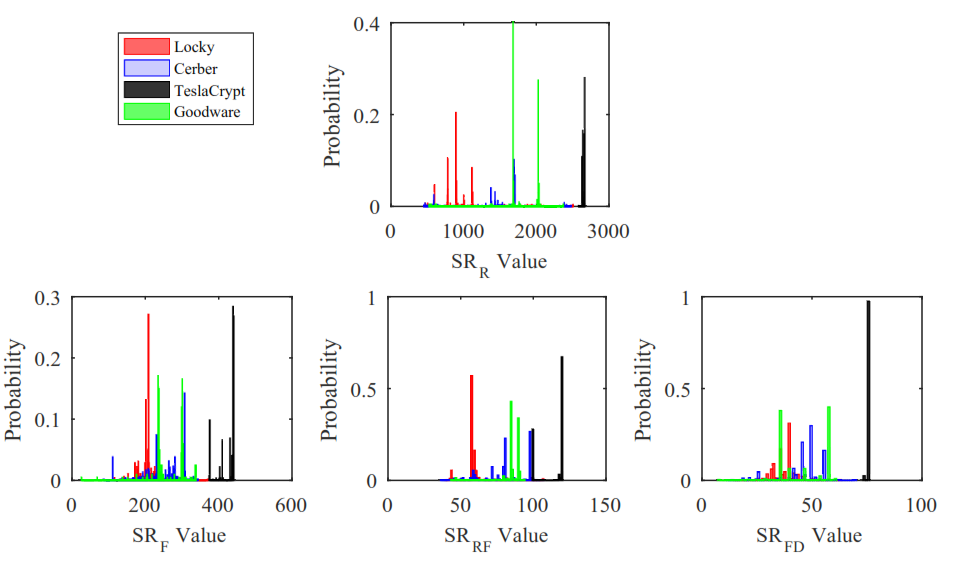 Locky
Cerber
TeslaCrypt
Goodware
0.4
0.2
0
Probability
0 1000 2000 3000
SR_R Value
0.3
0.2
0.1
0
Probability
0 200 400 600
SR_F Value
1
0.5
0
Probability
0 50 100 150
SR_RF Value
1
0.5
0
Probability
0 50 100
SR_FD Value